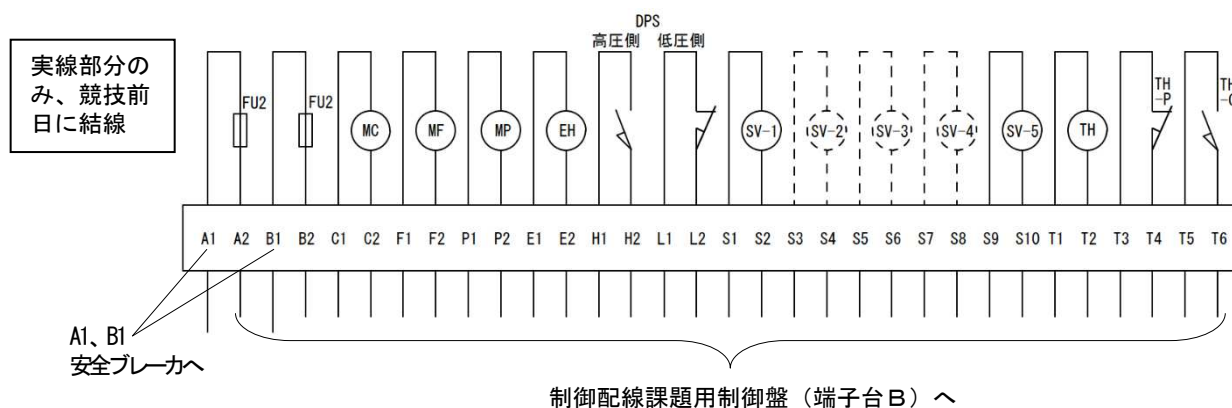 DPS
高圧側 低圧側
実線部分の
み、競技前
日に結線
FU2 FU2 TH
-P
MC MF MP EH SV-1 SV-2 SV-3 SV-4 SV-5 TH
A1 A2 B1 B2 C1 C2 F1 F2 P1 P2 E1 E2 H1 H2 L1 L2 S1 S2 S3 S4 S5 S6 S7 S8 S9 S10 T1 T2 T3 T4 T5 T6
A1、B1
安全ブレーカへ
制御配線課題用制御盤（端子台B）へ